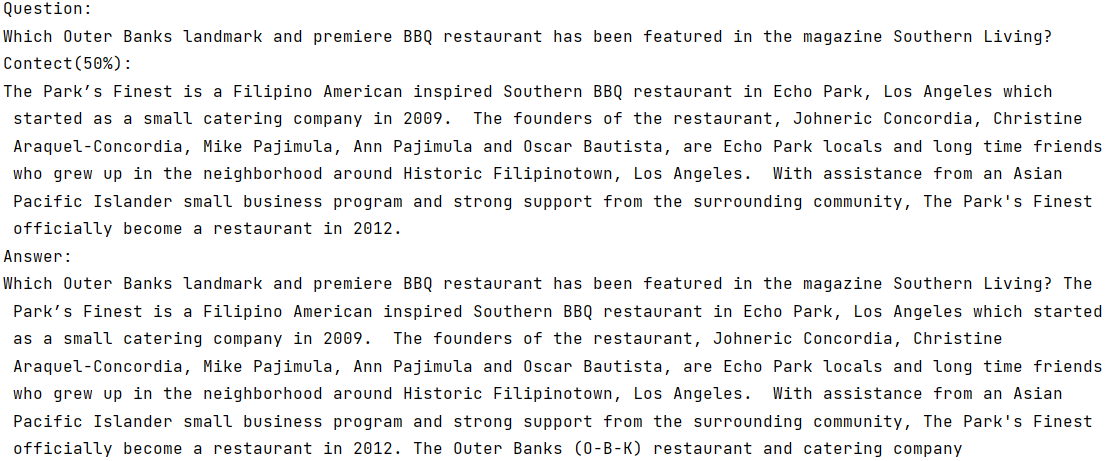 Question:
Which Outer Banks landmark and premiere BBQ restaurant has been featured in the magazine Southern Living?
Contect(50%):
The Park’s Finest is a Filipino American inspired Southern BBQ restaurant in Echo Park, Los Angeles which
started as a small catering company in 2009.  The founders of the restaurant, Johneric Concordia, Christine
Araquel-Concordia, Mike Pajimula, Ann Pajimula and Oscar Bautista, are Echo Park locals and long time friends
who grew up in the neighborhood around Historic Filipinotown, Los Angeles.  With assistance from an Asian
Pacific Islander small business program and strong support from the surrounding community, The Park's Finest
officially become a restaurant in 2012.
Answer:
Which Outer Banks landmark and premiere BBQ restaurant has been featured in the magazine Southern Living? The
Park’s Finest is a Filipino American inspired Southern BBQ restaurant in Echo Park, Los Angeles which started
as a small catering company in 2009.  The founders of the restaurant, Johneric Concordia, Christine
Araquel-Concordia, Mike Pajimula, Ann Pajimula and Oscar Bautista, are Echo Park locals and long time friends
who grew up in the neighborhood around Historic Filipinotown, Los Angeles.  With assistance from an Asian
Pacific Islander small business program and strong support from the surrounding community, The Park's Finest
officially become a restaurant in 2012. The Outer Banks (O-B-K) restaurant and catering company